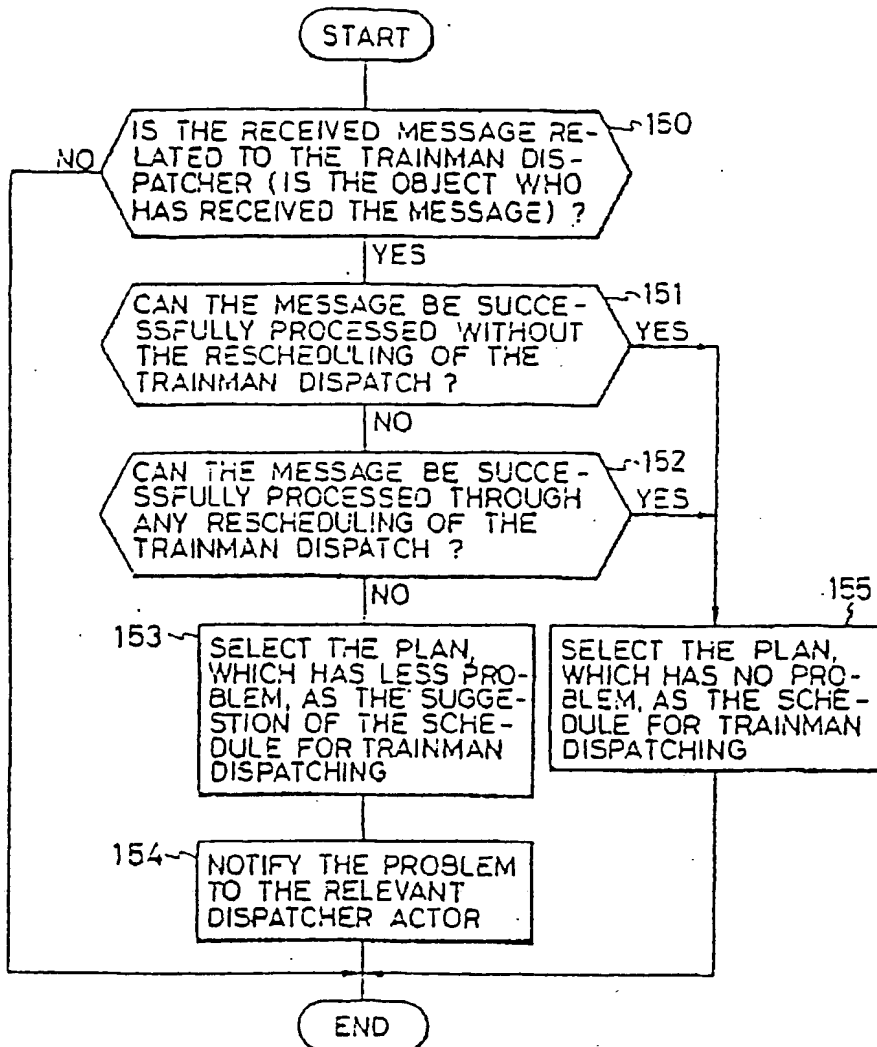 START
150
IS THE RECEIVED MESSAGE RE-
LATED TO THE TRAINMAN DIS-
PATCHER (IS THE OBJECT WHO
HAS RECEIVED THE MESSAGE) ?
NO
YES
151
CAN THE MESSAGE BE SUCCE-
SSFULLY PROCESSED WITHOUT
THE RESCHEDULING OF THE
TRAINMAN DISPATCH ?
YES
NO
152
CAN THE MESSAGE BE SUCCE-
SSFULLY PROCESSED THROUGH
ANY RESCHEDULING OF THE
TRAINMAN DISPATCH ?
YES
NO
153
SELECT THE PLAN,
WHICH HAS LESS PRO-
BLEM, AS THE SUGGE-
STION OF THE SCHE-
DULE FOR TRAINMAN
DISPATCHING
155
SELECT THE PLAN,
WHICH HAS NO PRO-
BLEM, AS THE SCHE-
DULE FOR TRAINMAN
DISPATCHING
154
NOTIFY THE PROBLEM
TO THE RELEVANT
DISPATCHER ACTOR
END